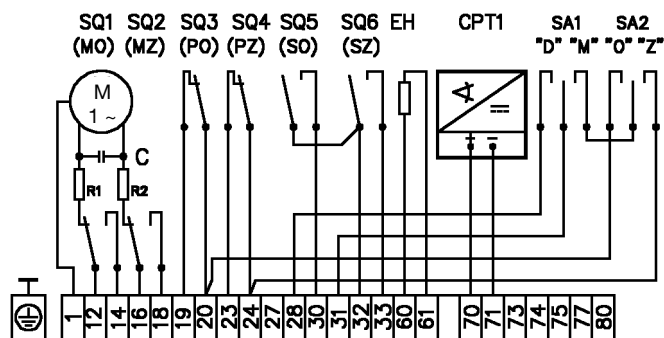 SQ1 SQ2 SQ3 SQ4 SQ5 SQ6 EH CPT1 SA1 SA2
(MO) (MZ) (PO) (PZ) (SO) (SZ) "D" "M" "O" "Z"
M
1 ~
C
R1 R2
+ −
1 12 14 16 18 19 20 23 24 27 28 30 31 32 33 60 61 70 71 73 74 75 77 80